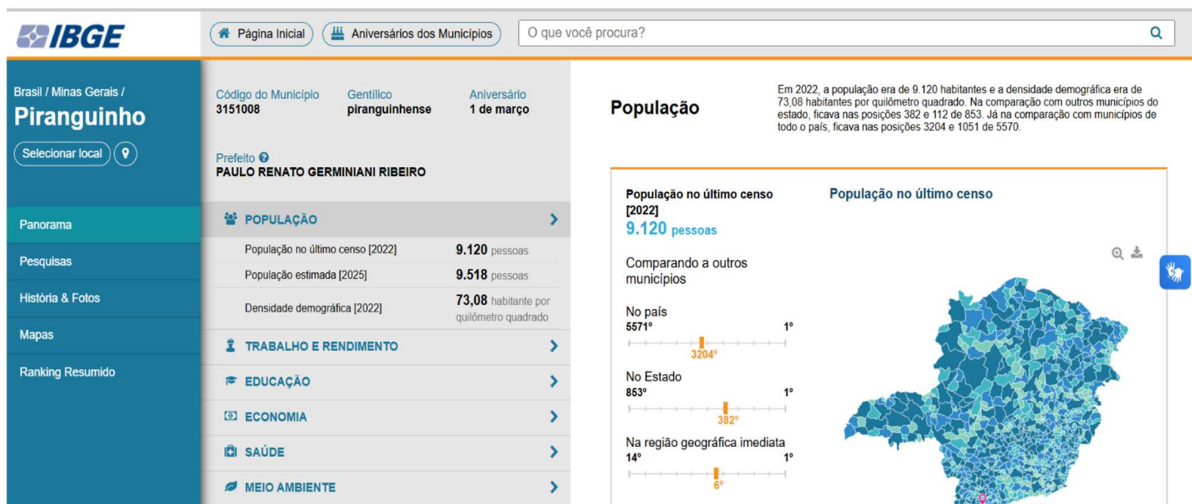 IBGE
Página Inicial
Aniversários dos Municípios
O que você procura?
Brasil / Minas Gerais /
Piranguinho
Selecionar local
Panorama
Pesquisas
História & Fotos
Mapas
Ranking Resumido
Código do Município
3151008
Gentílico
piranguinhense
Aniversário
1 de março
Prefeito
PAULO RENATO GERMINIANI RIBEIRO
POPULAÇÃO
População no último censo [2022] 9.120 pessoas
População estimada [2025] 9.518 pessoas
Densidade demográfica [2022] 73,08 habitante por
quilômetro quadrado
TRABALHO E RENDIMENTO
EDUCAÇÃO
ECONOMIA
SAÚDE
MEIO AMBIENTE
População
Em 2022, a população era de 9.120 habitantes e a densidade demográfica era de
73,08 habitantes por quilômetro quadrado. Na comparação com outros municípios do
estado, ficava nas posições 382 e 112 de 853. Já na comparação com municípios de
todo o país, ficava nas posições 3204 e 1051 de 5570.
População no último censo
[2022]
9.120 pessoas
Comparando a outros
municípios
No país
5571º 1º
3204º
No Estado
853º 1º
382º
Na região geográfica imediata
14º 1º
6º
População no último censo